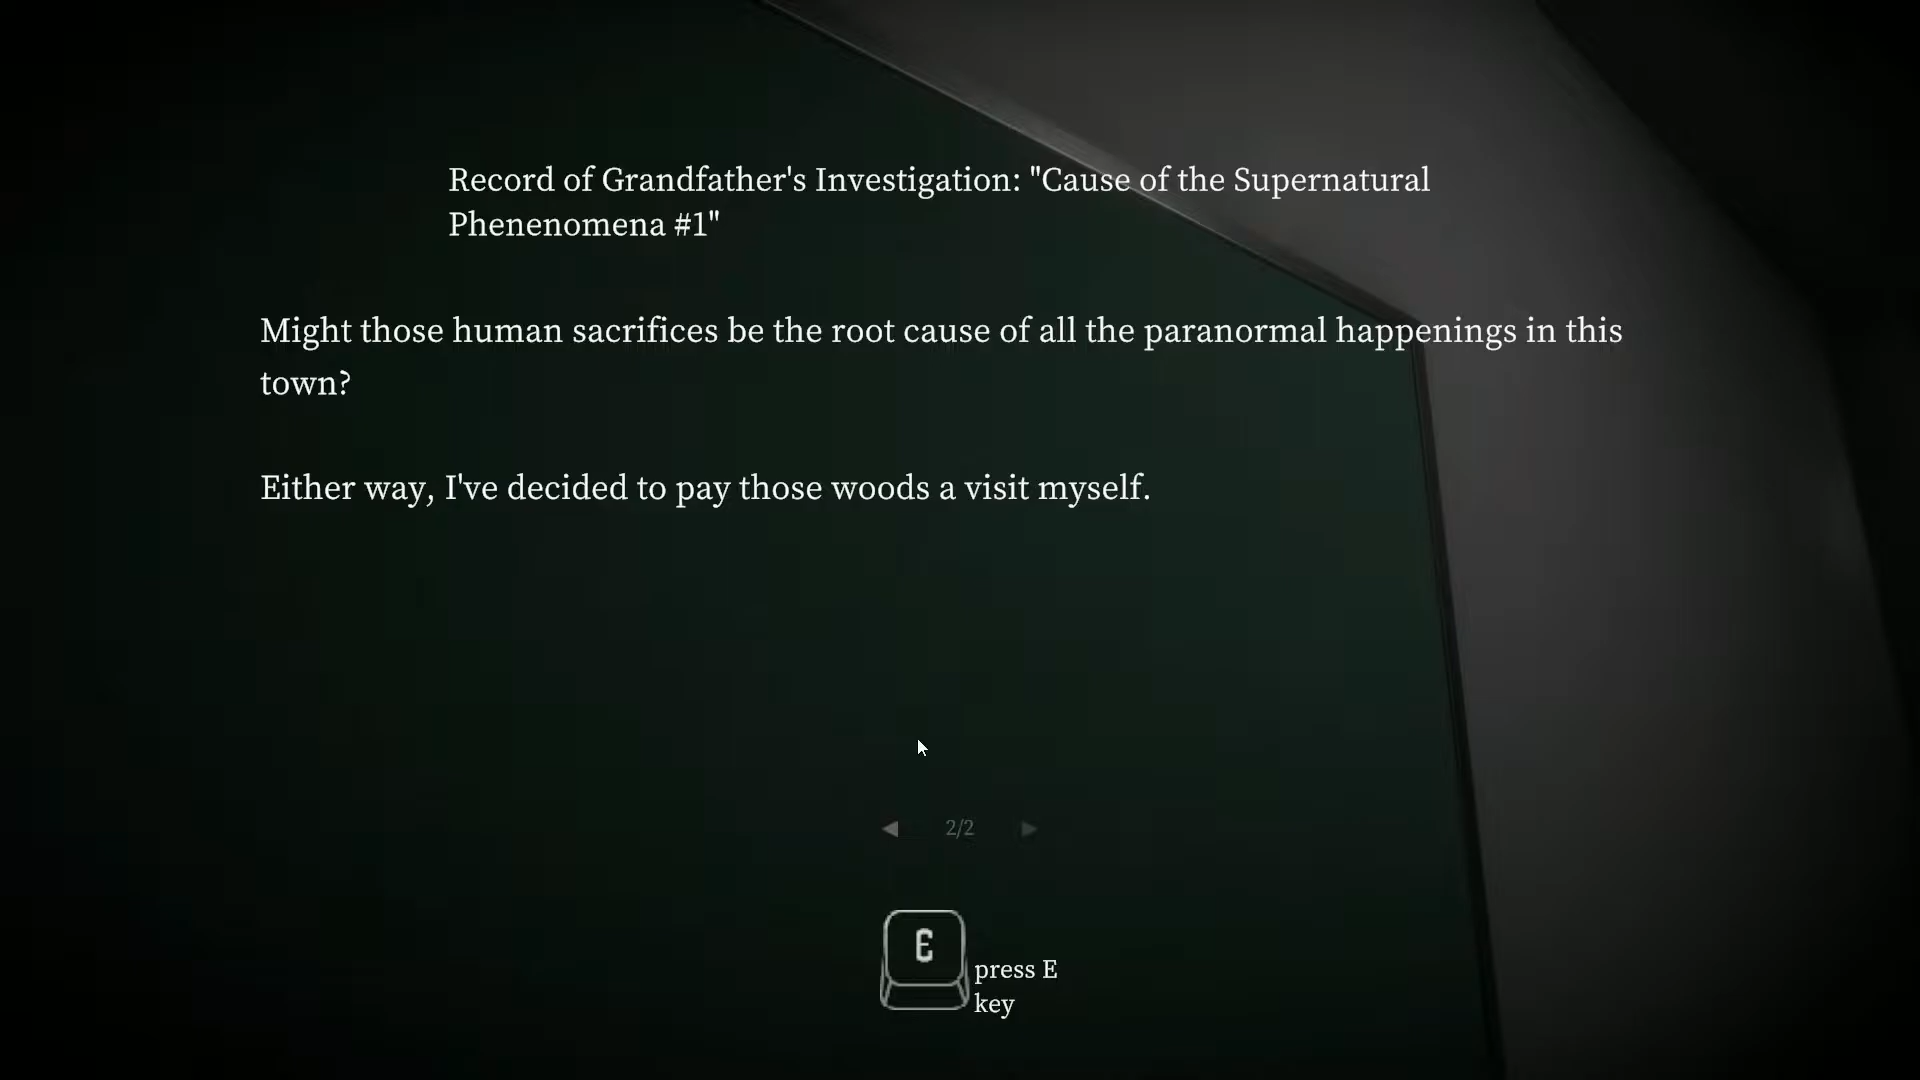 Record of Grandfather's Investigation: "Cause of the Supernatural
Phenenomena #1"
Might those human sacrifices be the root cause of all the paranormal happenings in this
town?
Either way, I've decided to pay those woods a visit myself.
2/2
E
press E
key